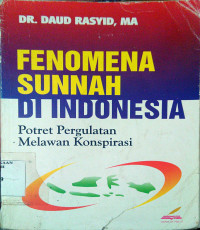 DR. DAUD RASYID, MA
FENOMENA
SUNNAH
DI INDONESIA
Potret Pergulatan
Melawan Konspirasi